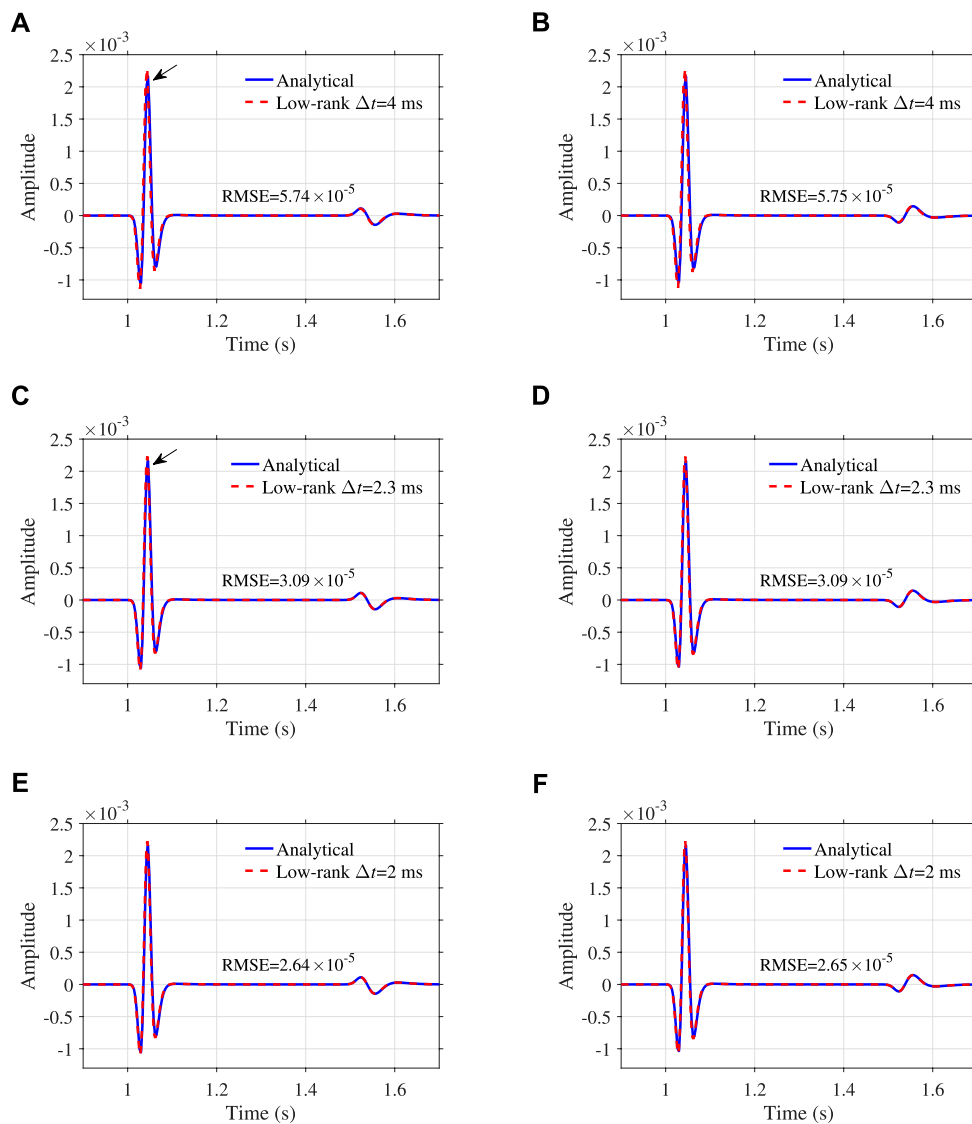 A
×10⁻³
2.5
2
1.5
1
0.5
0
-0.5
-1
Amplitude
Analytical
Low-rank Δt=4 ms
RMSE=5.74×10⁻⁵
1
1.2
1.4
1.6
Time (s)
B
×10⁻³
2.5
2
1.5
1
0.5
0
-0.5
-1
Amplitude
Analytical
Low-rank Δt=4 ms
RMSE=5.75×10⁻⁵
1
1.2
1.4
1.6
Time (s)
C
×10⁻³
2.5
2
1.5
1
0.5
0
-0.5
-1
Amplitude
Analytical
Low-rank Δt=2.3 ms
RMSE=3.09×10⁻⁵
1
1.2
1.4
1.6
Time (s)
D
×10⁻³
2.5
2
1.5
1
0.5
0
-0.5
-1
Amplitude
Analytical
Low-rank Δt=2.3 ms
RMSE=3.09×10⁻⁵
1
1.2
1.4
1.6
Time (s)
E
×10⁻³
2.5
2
1.5
1
0.5
0
-0.5
-1
Amplitude
Analytical
Low-rank Δt=2 ms
RMSE=2.64×10⁻⁵
1
1.2
1.4
1.6
Time (s)
F
×10⁻³
2.5
2
1.5
1
0.5
0
-0.5
-1
Amplitude
Analytical
Low-rank Δt=2 ms
RMSE=2.65×10⁻⁵
1
1.2
1.4
1.6
Time (s)